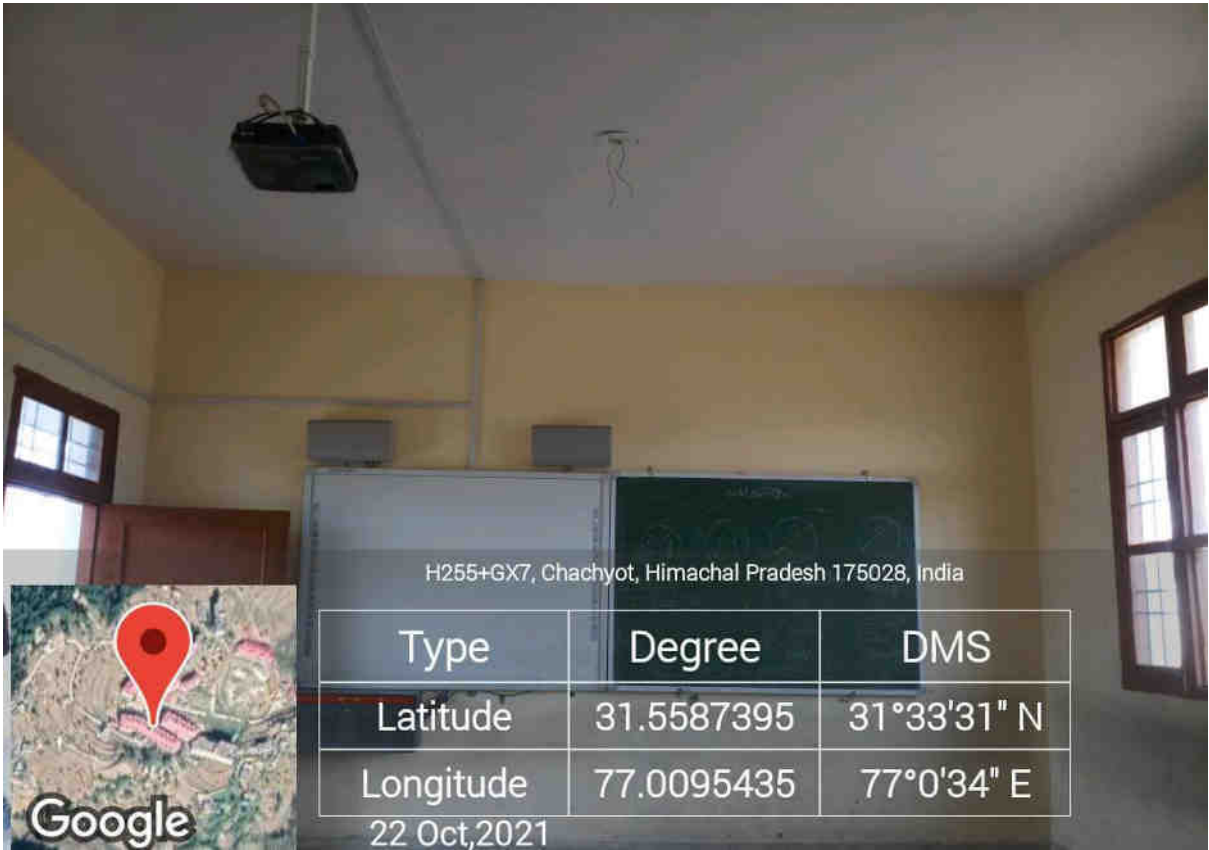 H255+GX7, Chachyot, Himachal Pradesh 175028, India
Type Degree DMS
Latitude 31.5587395 31°33'31" N
Longitude 77.0095435 77°0'34" E
22 Oct,2021
Google